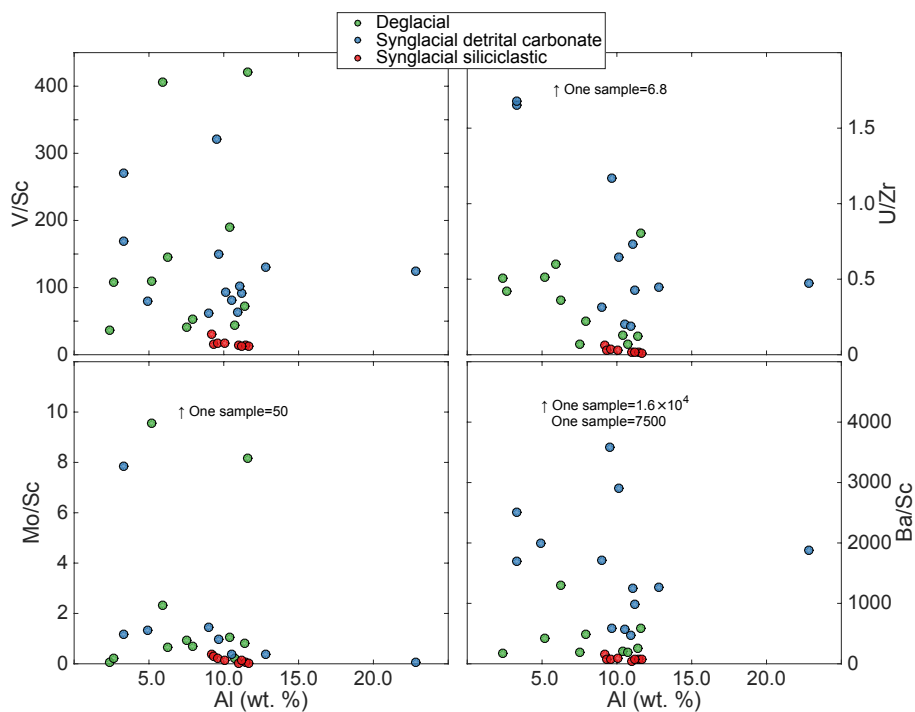 Deglacial
Synglacial detrital carbonate
Synglacial siliciclastic
400
300
200
100
0
V/Sc
↑ One sample=6.8
1.5
1.0
0.5
0
U/Zr
↑ One sample=50
10
8
6
4
2
0
Mo/Sc
5.0 10.0 15.0 20.0
Al (wt. %)
↑ One sample=1.6×10⁴
One sample=7500
4000
3000
2000
1000
0
Ba/Sc
5.0 10.0 15.0 20.0
Al (wt. %)